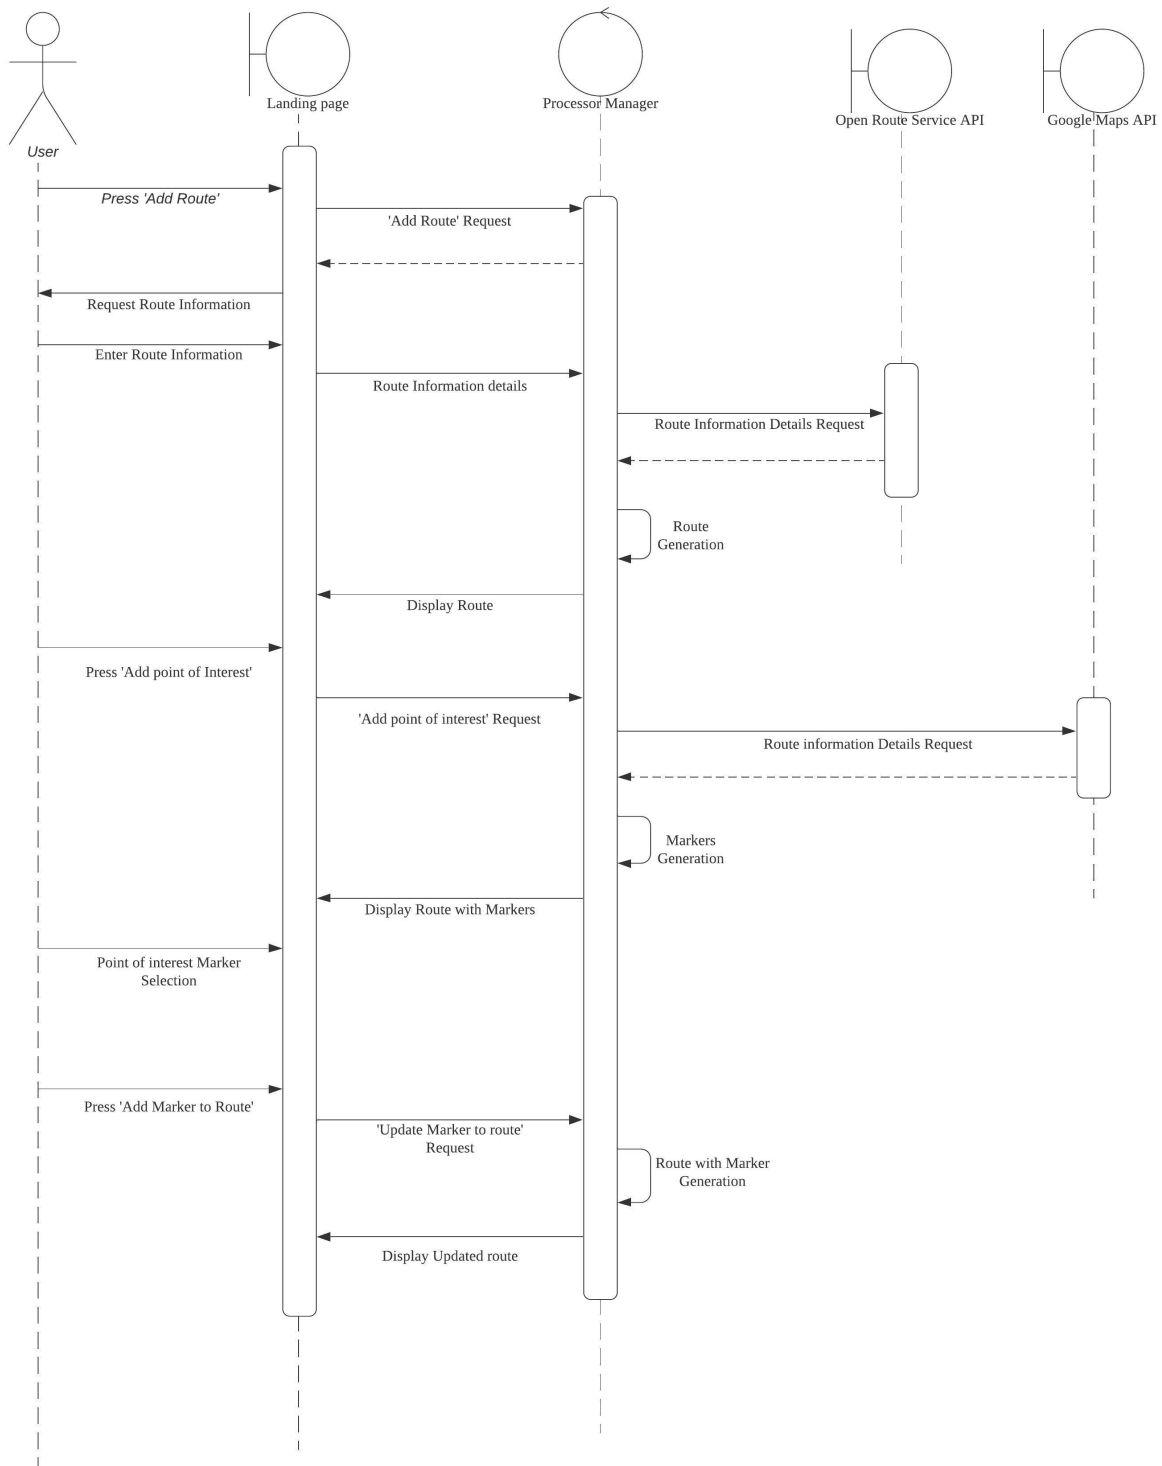 Landing page
Processor Manager
Open Route Service API
Google Maps API
User
Press 'Add Route'
'Add Route' Request
Request Route Information
Enter Route Information
Route Information details
Route Information Details Request
Route
Generation
Display Route
Press 'Add point of Interest'
'Add point of interest' Request
Route information Details Request
Markers
Generation
Display Route with Markers
Point of interest Marker
Selection
Press 'Add Marker to Route'
'Update Marker to route'
Request
Route with Marker
Generation
Display Updated route